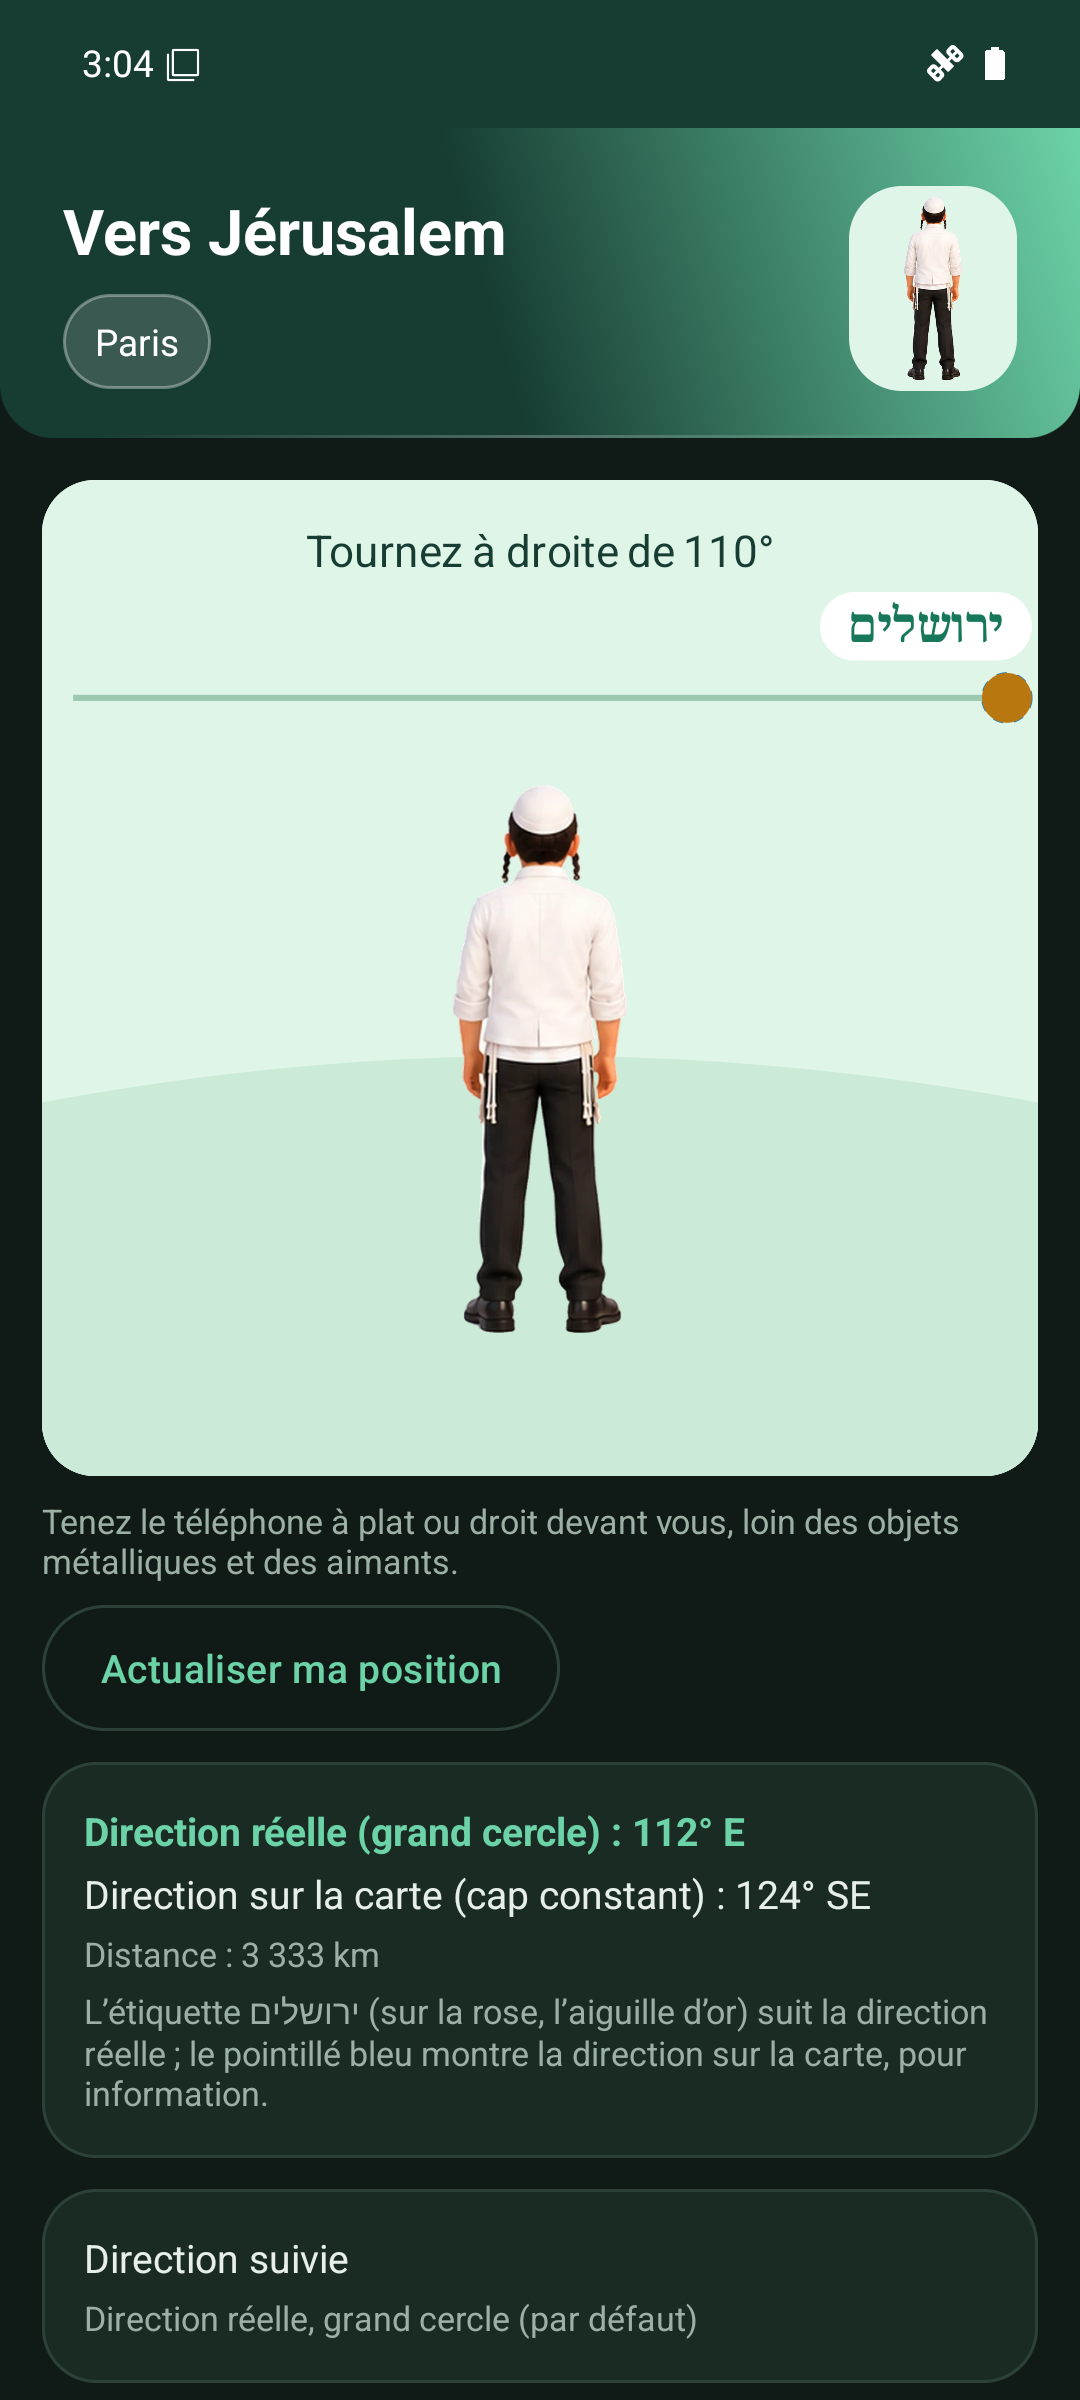 3:04
Vers Jérusalem
Paris
Tournez à droite de 110°
ירושלים
Tenez le téléphone à plat ou droit devant vous, loin des objets
métalliques et des aimants.
Actualiser ma position
Direction réelle (grand cercle) : 112° E
Direction sur la carte (cap constant) : 124° SE
Distance : 3 333 km
L’étiquette ירושלים (sur la rose, l’aiguille d’or) suit la direction
réelle ; le pointillé bleu montre la direction sur la carte, pour
information.
Direction suivie
Direction réelle, grand cercle (par défaut)